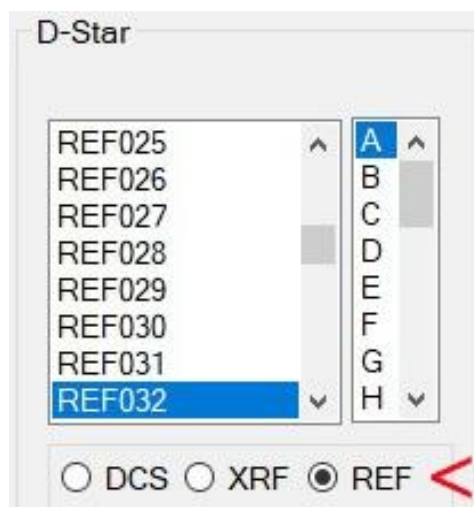 D-Star
REF025 A
REF026 B
REF027 C
REF028 D
REF029 E
REF030 F
REF031 G
REF032 H
DCS XRF REF <